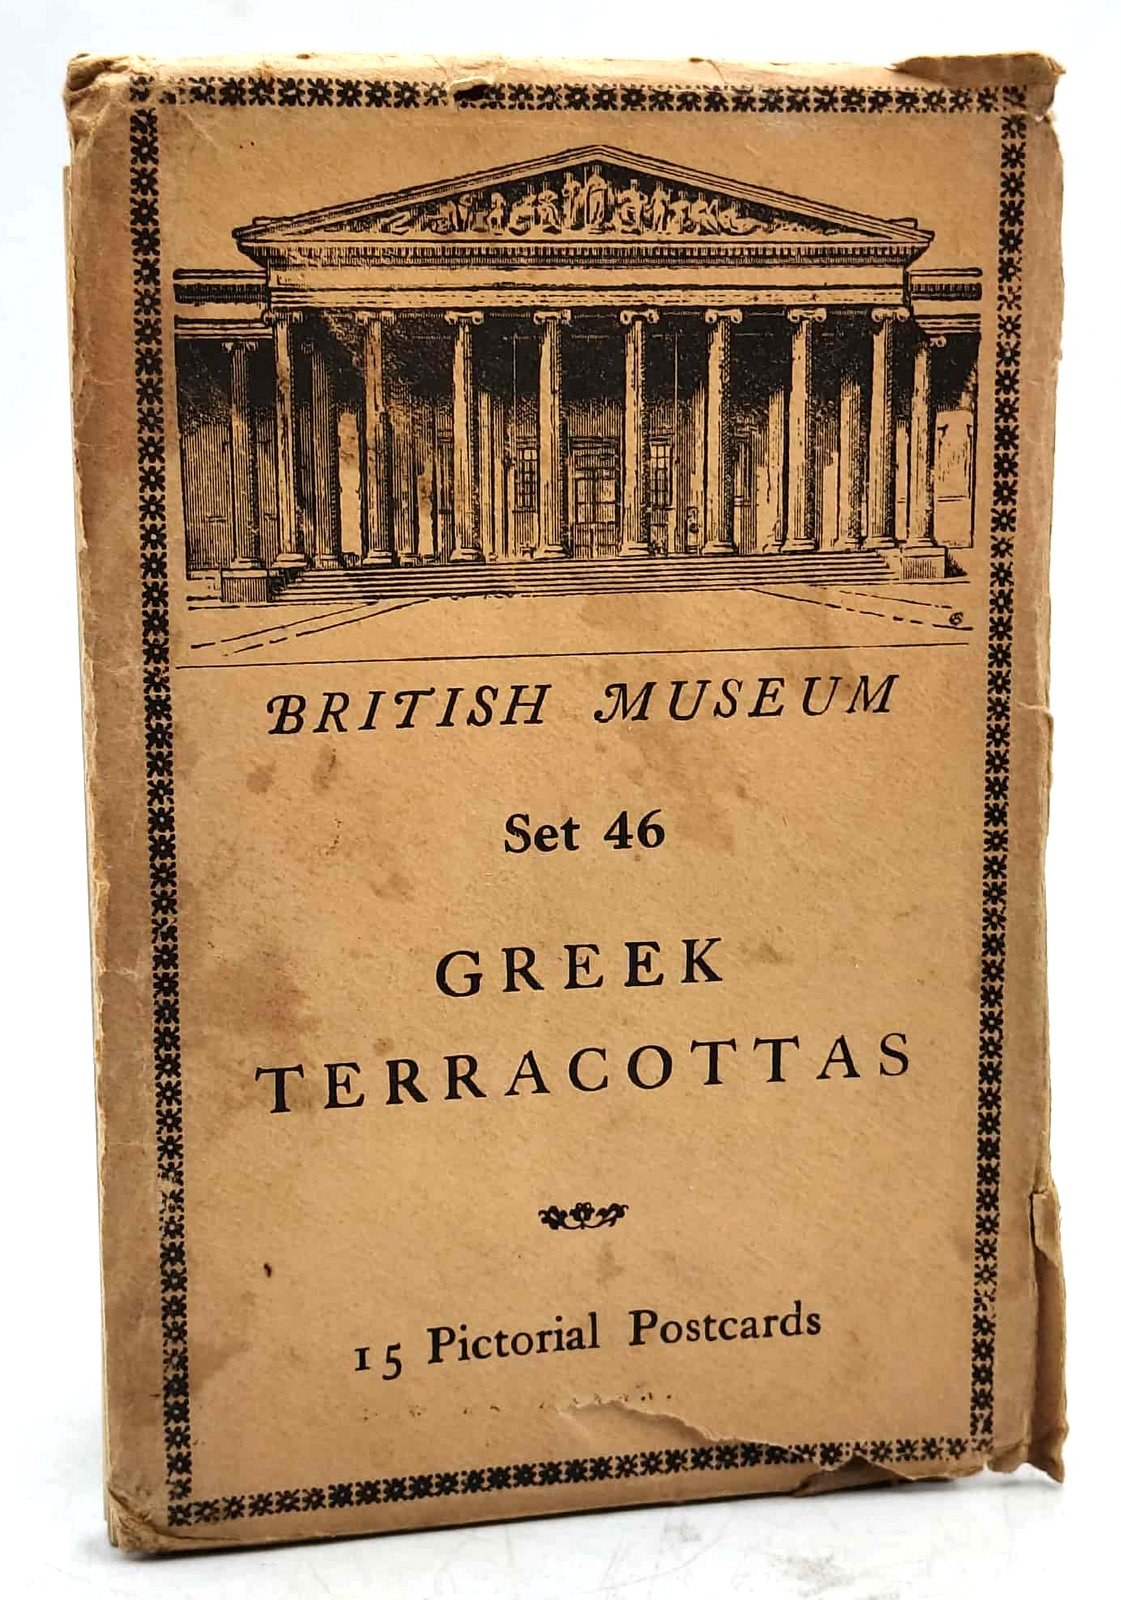 BRITISH MUSEUM
Set 46
GREEK
TERRACOTTAS
15 Pictorial Postcards